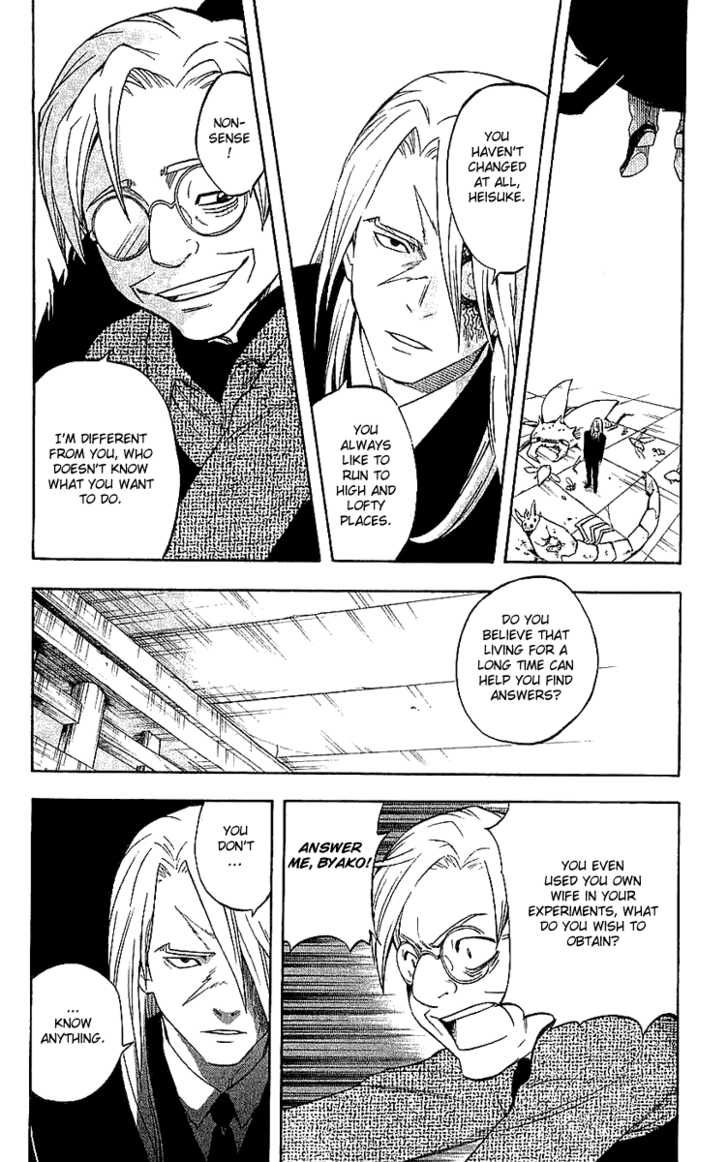 YOU
HAVEN'T
CHANGED
AT ALL,
HEISUKE.
YOU
ALWAYS
LIKE TO
RUN TO
HIGH AND
LOFTY
PLACES.
NON-
SENSE
!
I'M DIFFERENT
FROM YOU, WHO
DOESN'T KNOW
WHAT YOU WANT
TO DO.
DO YOU
BELIEVE THAT
LIVING FOR A
LONG TIME CAN
HELP YOU FIND
ANSWERS?
YOU EVEN
USED YOU OWN
WIFE IN YOUR
EXPERIMENTS, WHAT
DO YOU WISH TO
OBTAIN?
ANSWER
ME, BYAKO!
YOU
DON'T
...
...
KNOW
ANYTHING.